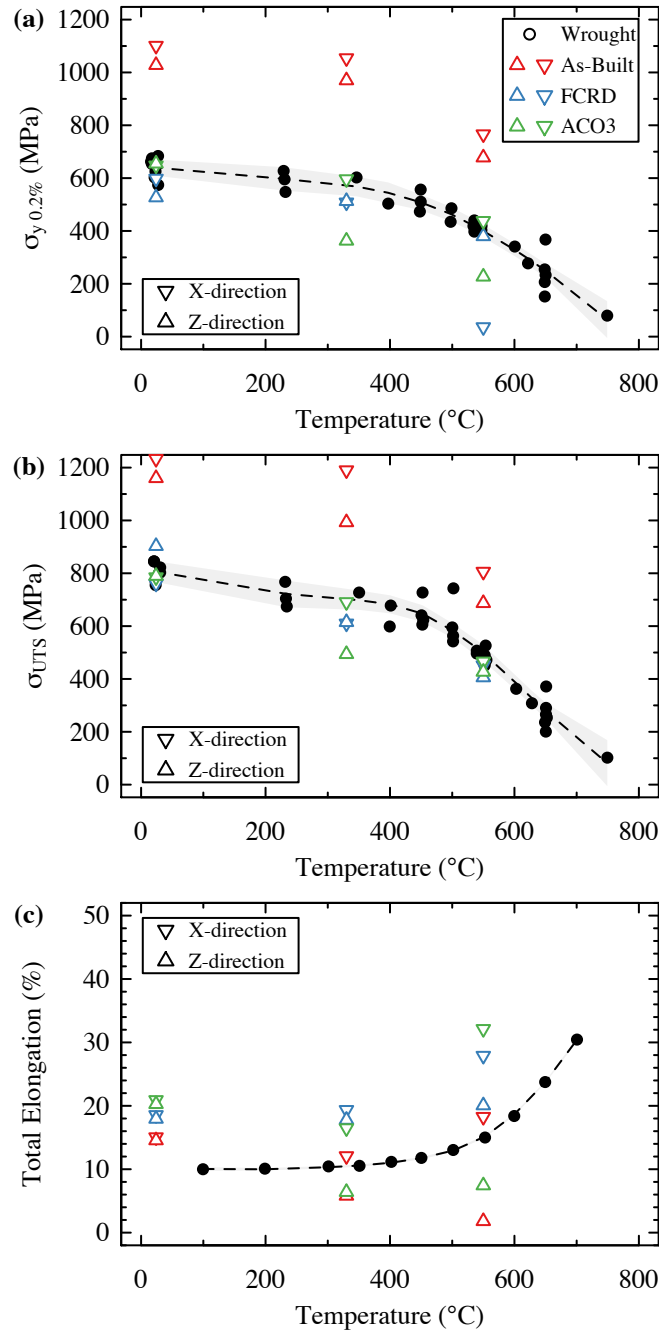 (a)
1200
1000
800
600
400
200
0
σy 0.2% (MPa)
Wrought
As-Built
FCRD
ACO3
X-direction
Z-direction
0 200 400 600 800
Temperature (°C)
(b)
1200
1000
800
600
400
200
0
σUTS (MPa)
X-direction
Z-direction
0 200 400 600 800
Temperature (°C)
(c)
50
40
30
20
10
0
Total Elongation (%)
X-direction
Z-direction
0 200 400 600 800
Temperature (°C)